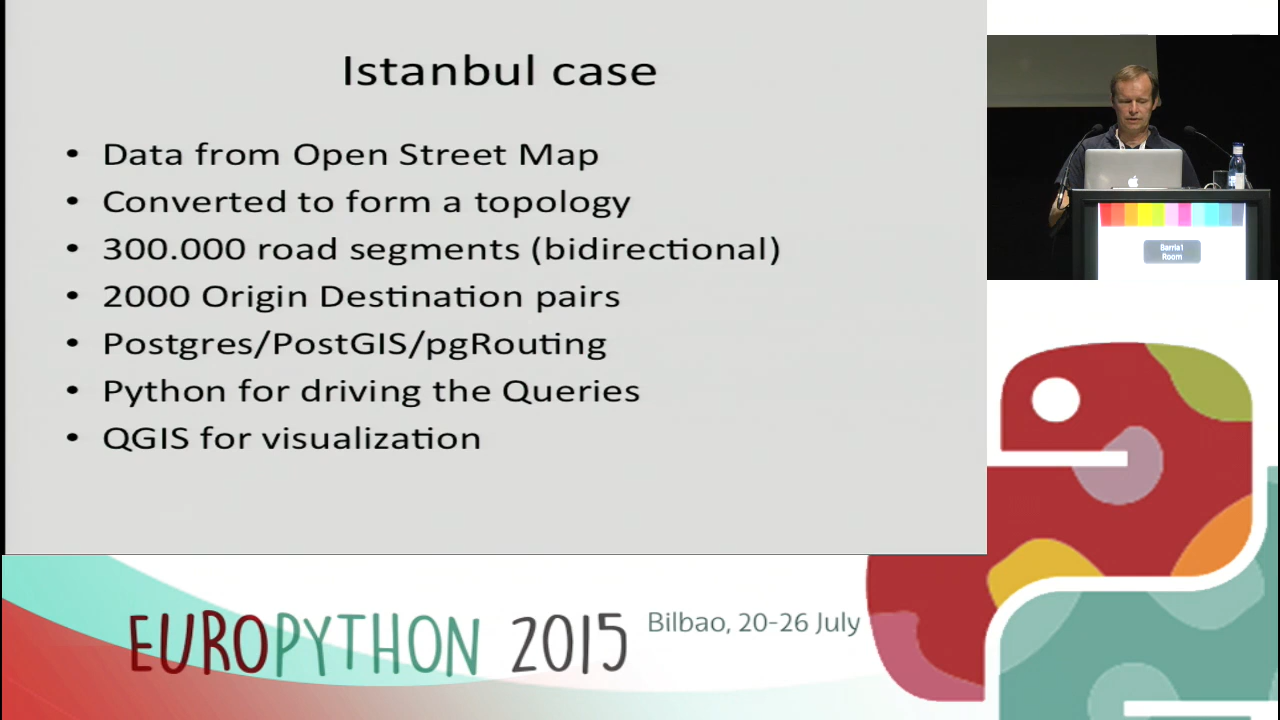 Istanbul case
• Data from Open Street Map
• Converted to form a topology
• 300.000 road segments (bidirectional)
• 2000 Origin Destination pairs
• Postgres/PostGIS/pgRouting
• Python for driving the Queries
• QGIS for visualization
Barria1
Room
EUROPYTHON 2015
Bilbao, 20-26 July